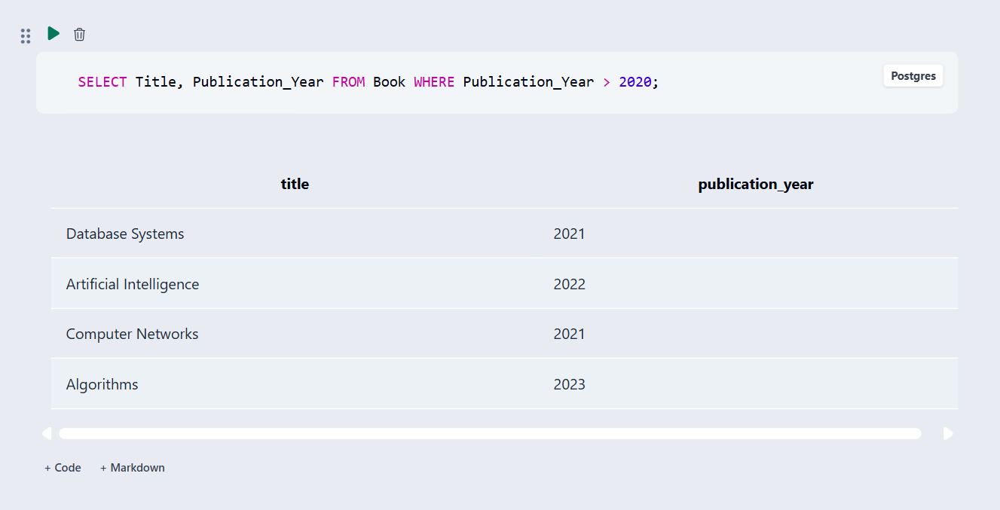 SELECT Title, Publication_Year FROM Book WHERE Publication_Year > 2020;
Postgres
title publication_year
Database Systems 2021
Artificial Intelligence 2022
Computer Networks 2021
Algorithms 2023
+ Code + Markdown